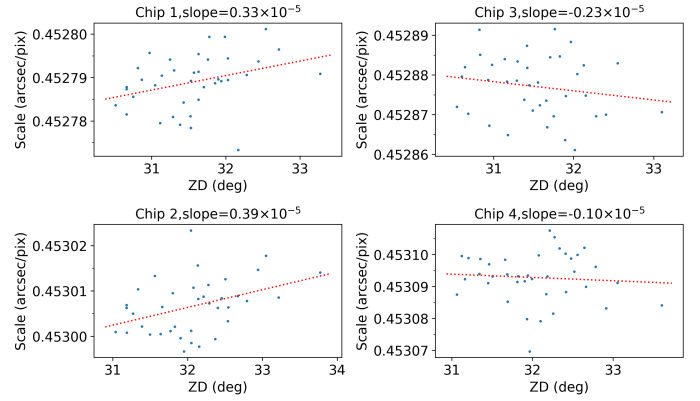 Chip 1,slope=0.33×10⁻⁵
Scale (arcsec/pix)
0.45280
0.45279
0.45278
31
32
33
ZD (deg)
Chip 3,slope=-0.23×10⁻⁵
Scale (arcsec/pix)
0.45289
0.45288
0.45287
0.45286
31
32
33
ZD (deg)
Chip 2,slope=0.39×10⁻⁵
Scale (arcsec/pix)
0.45302
0.45301
0.45300
31
32
33
34
ZD (deg)
Chip 4,slope=-0.10×10⁻⁵
Scale (arcsec/pix)
0.45310
0.45309
0.45308
0.45307
31
32
33
ZD (deg)